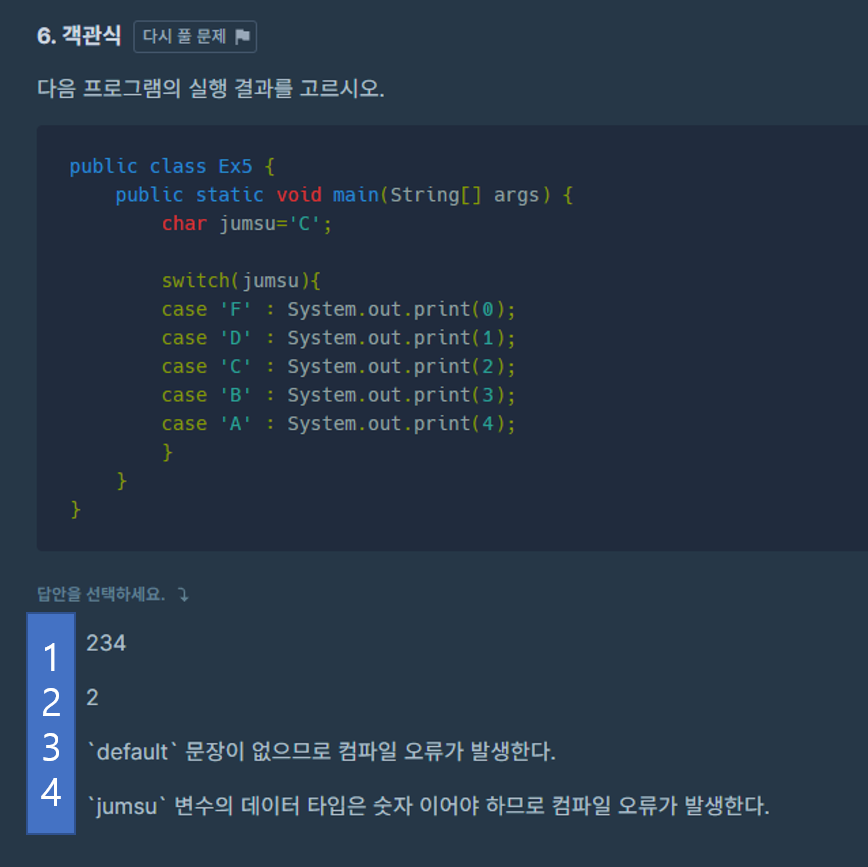 6. 객관식 다시 풀 문제
다음 프로그램의 실행 결과를 고르시오.
public class Ex5 {
    public static void main(String[] args) {
        char jumsu='C';
        switch(jumsu){
        case 'F' : System.out.print(0);
        case 'D' : System.out.print(1);
        case 'C' : System.out.print(2);
        case 'B' : System.out.print(3);
        case 'A' : System.out.print(4);
        }
    }
}
답안을 선택하세요.
1 234
2 2
3 `default` 문장이 없으므로 컴파일 오류가 발생한다.
4 `jumsu` 변수의 데이터 타입은 숫자 이어야 하므로 컴파일 오류가 발생한다.